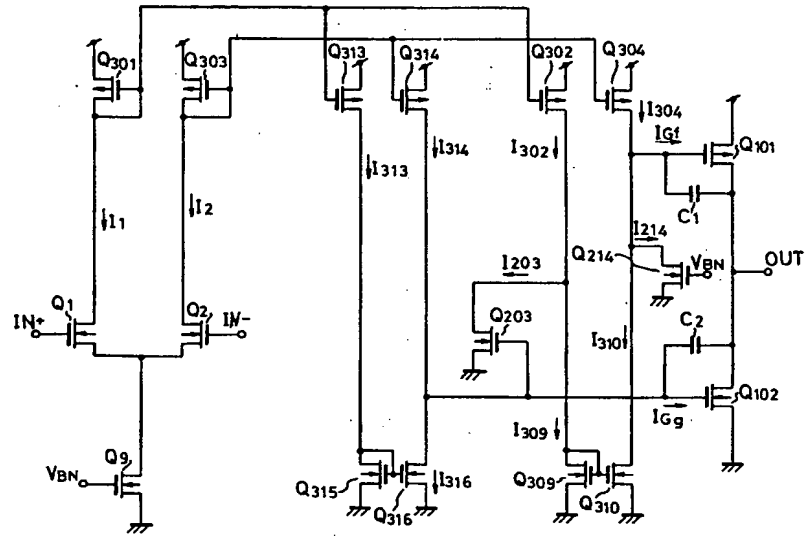 Q301
Q303
Q313
Q314
Q302
Q304
I304
IGf
Q101
I314
I302
I313
C1
I1
I2
I214
I203
Q214
VBN
OUT
Q1
Q2
IN+
IN-
Q203
C2
I310
Q102
I309
IGg
Q9
VBN
Q315
I316
Q316
Q309
Q310